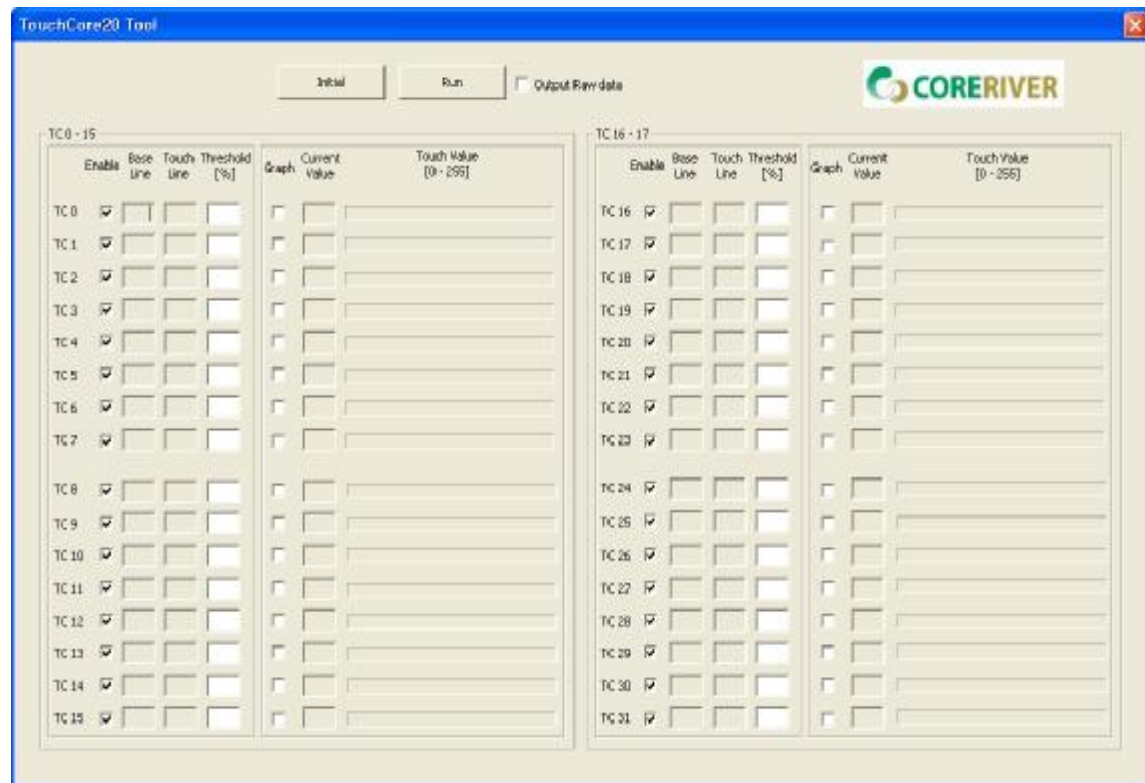 TouchCore20 Tool
Initial
Run
Output Raw data
CORERIVER
TC 0 - 15
Enable
Base Line
Touch Line
Threshold [%]
Graph
Current Value
Touch Value [0 - 255]
TC 0
TC 1
TC 2
TC 3
TC 4
TC 5
TC 6
TC 7
TC 8
TC 9
TC 10
TC 11
TC 12
TC 13
TC 14
TC 15
TC 16 - 17
Enable
Base Line
Touch Line
Threshold [%]
Graph
Current Value
Touch Value [0 - 255]
TC 16
TC 17
TC 18
TC 19
TC 20
TC 21
TC 22
TC 23
TC 24
TC 25
TC 26
TC 27
TC 28
TC 29
TC 30
TC 31